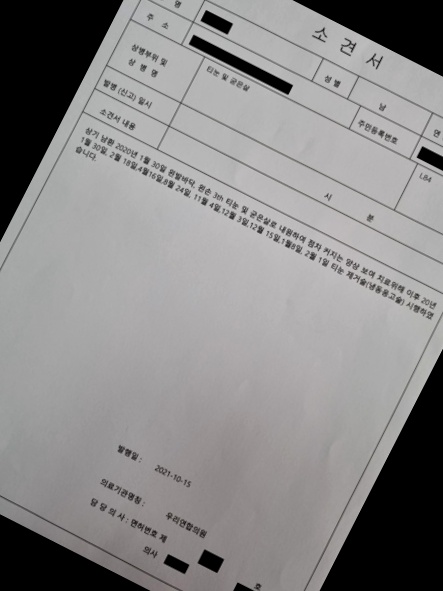 소 견 서
명
주 소
성 별
남
연
상병부위 및
상 병 명
티눈 및 굳은살
주민등록번호
L84
발병 (신고) 일시
시 분
소견서 내용
상기 남환 2020년 1월 30일 왼발바닥, 왼손 3th 티눈 및 굳은살로 내원하여 점차 커지는 양상 보여 치료위해 이후 20년
1월 30일, 2월 18일,4월16일,8월 24일, 11월 4일,12월 3일,12월 15일,1월8일, 2월 1일 티눈 제거술(냉동응고술) 시행하였
습니다.
발행일 : 2021-10-15
의료기관명칭 : 우리연합의원
담 당 의 사 : 면허번호 제 호
의사